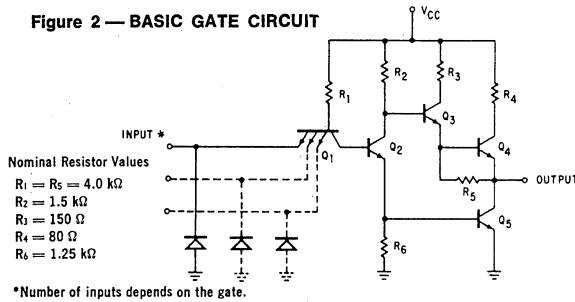 Figure 2 — BASIC GATE CIRCUIT
VCC
R1
R2
R3
R4
Q3
INPUT *
Q1
Q2
Q4
R5
OUTPUT
Q5
R6
Nominal Resistor Values
R1 = R5 = 4.0 kΩ
R2 = 1.5 kΩ
R3 = 150 Ω
R4 = 80 Ω
R6 = 1.25 kΩ
*Number of inputs depends on the gate.